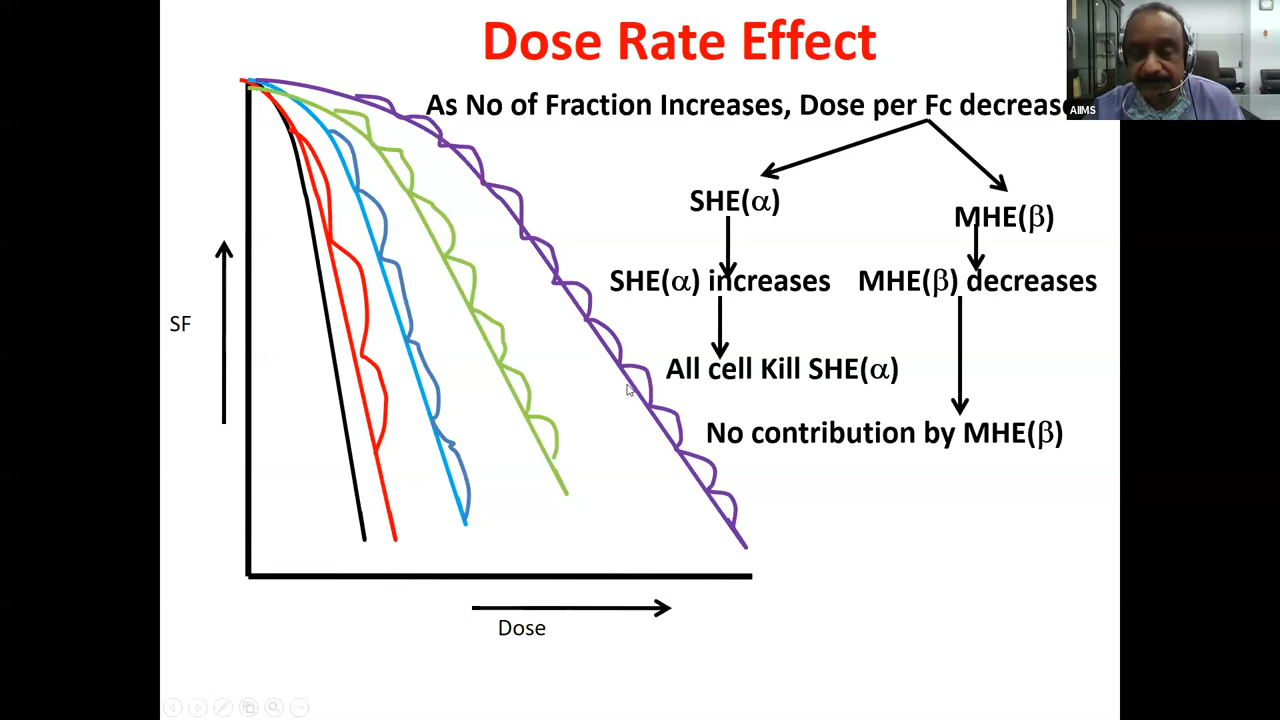 Dose Rate Effect
As No of Fraction Increases, Dose per Fc decrease
AIIMS
SHE(α)
MHE(β)
SHE(α) increases
MHE(β) decreases
SF
All cell Kill SHE(α)
No contribution by MHE(β)
Dose